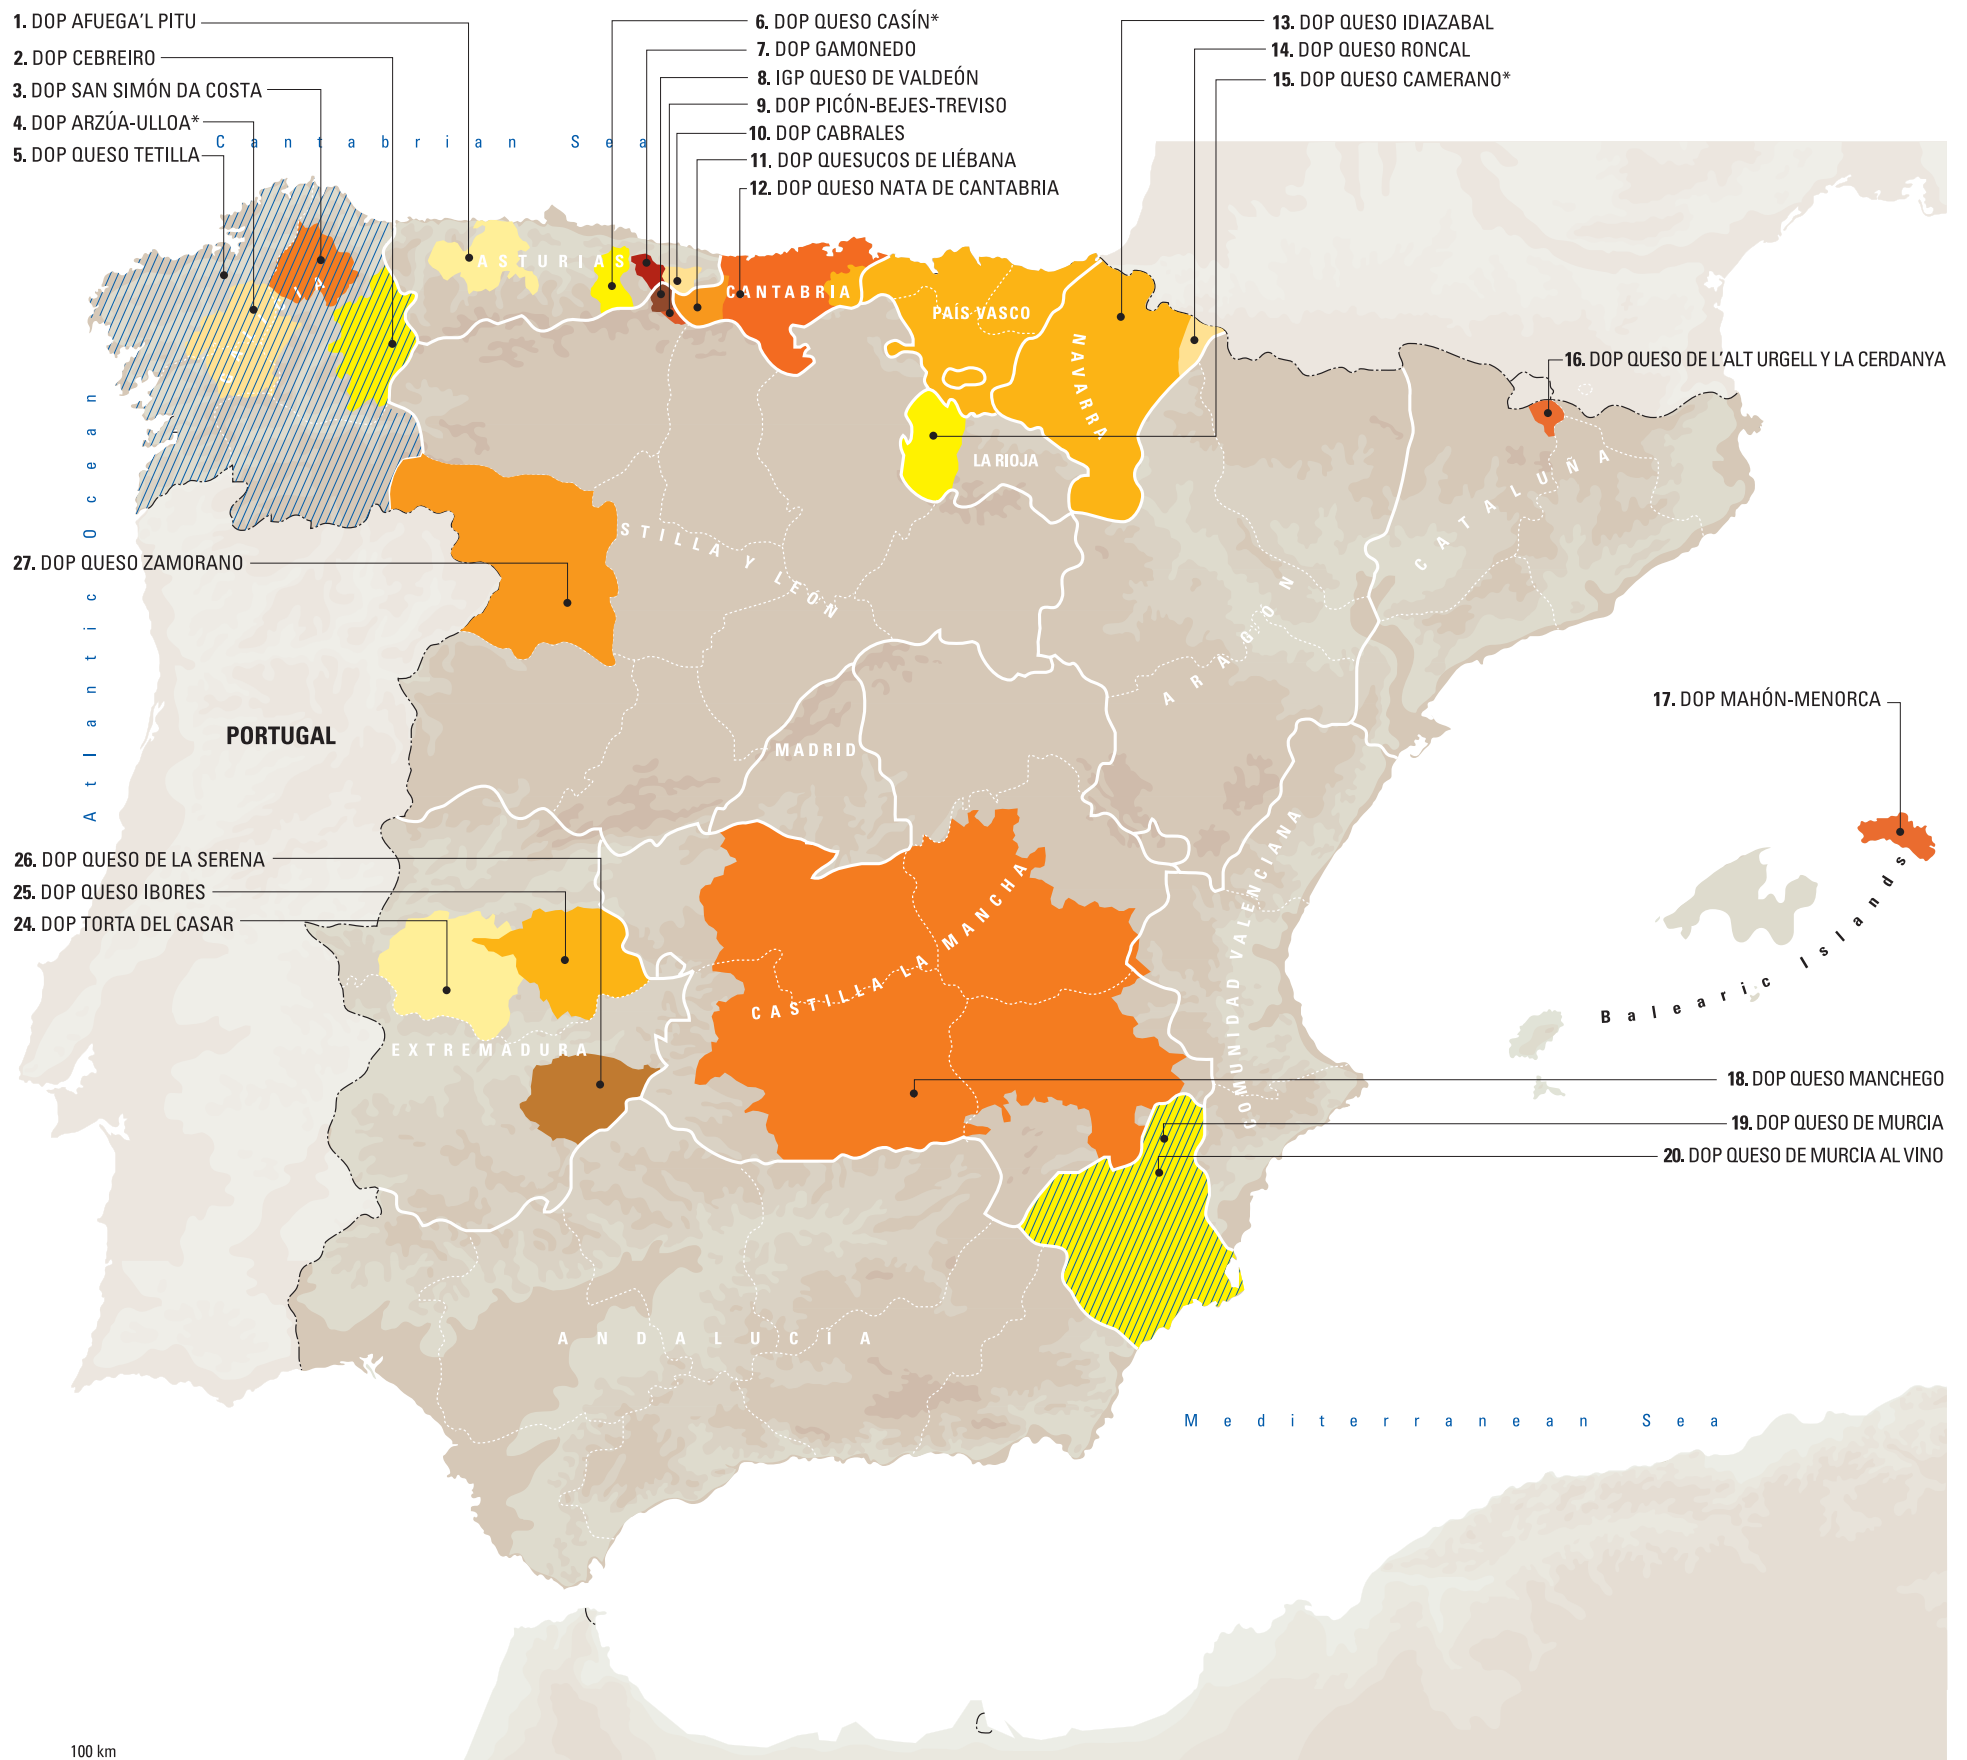 1. DOP AFUEGA'L PITU
2. DOP CEBREIRO
3. DOP SAN SIMÓN DA COSTA
4. DOP ARZÚA-ULLOA*
5. DOP QUESO TETILLA
6. DOP QUESO CASÍN*
7. DOP GAMONEDO
8. IGP QUESO DE VALDEÓN
9. DOP PICÓN-BEJES-TREVISO
10. DOP CABRALES
11. DOP QUESUCOS DE LIÉBANA
12. DOP QUESO NATA DE CANTABRIA
13. DOP QUESO IDIAZABAL
14. DOP QUESO RONCAL
15. DOP QUESO CAMERANO*
Cantabrian Sea
ASTURIAS
CANTABRIA
PAÍS VASCO
NAVARRA
LA RIOJA
16. DOP QUESO DE L'ALT URGELL Y LA CERDANYA
CATALUÑA
Atlantic Ocean
STILLA Y LEÓN
ARAGÓN
27. DOP QUESO ZAMORANO
17. DOP MAHÓN-MENORCA
PORTUGAL
MADRID
26. DOP QUESO DE LA SERENA
25. DOP QUESO IBORES
24. DOP TORTA DEL CASAR
CASTILLA LA MANCHA
COMUNIDAD VALENCIANA
Balearic Islands
EXTREMADURA
18. DOP QUESO MANCHEGO
19. DOP QUESO DE MURCIA
20. DOP QUESO DE MURCIA AL VINO
ANDALUCÍA
Mediterranean Sea
100 km